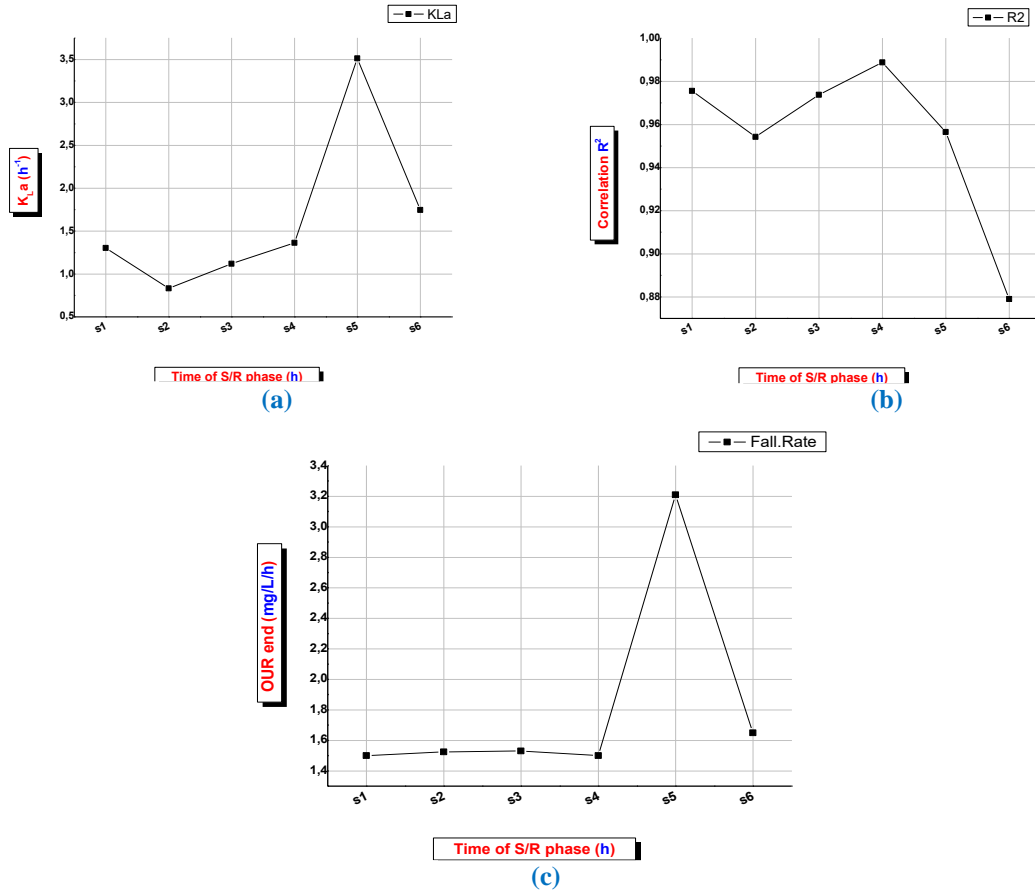 KLa
3,5
3,0
2,5
2,0
1,5
1,0
0,5
K_L a (h⁻¹)
s1 s2 s3 s4 s5 s6
Time of S/R phase (h)
(a)
R2
1,00
0,98
0,96
0,94
0,92
0,90
0,88
Correlation R²
s1 s2 s3 s4 s5 s6
Time of S/R phase (h)
(b)
Fall.Rate
3,4
3,2
3,0
2,8
2,6
2,4
2,2
2,0
1,8
1,6
1,4
OUR end (mg/L/h)
s1 s2 s3 s4 s5 s6
Time of S/R phase (h)
(c)